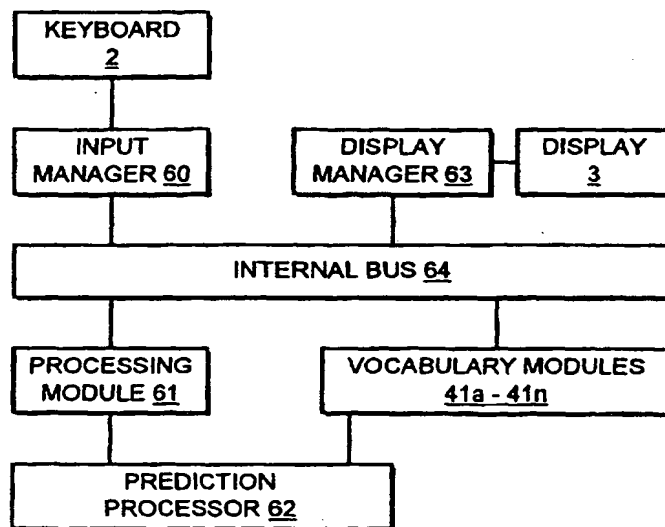 KEYBOARD
2
INPUT
MANAGER 60
DISPLAY
MANAGER 63
DISPLAY
3
INTERNAL BUS 64
PROCESSING
MODULE 61
VOCABULARY MODULES
41a - 41n
PREDICTION
PROCESSOR 62